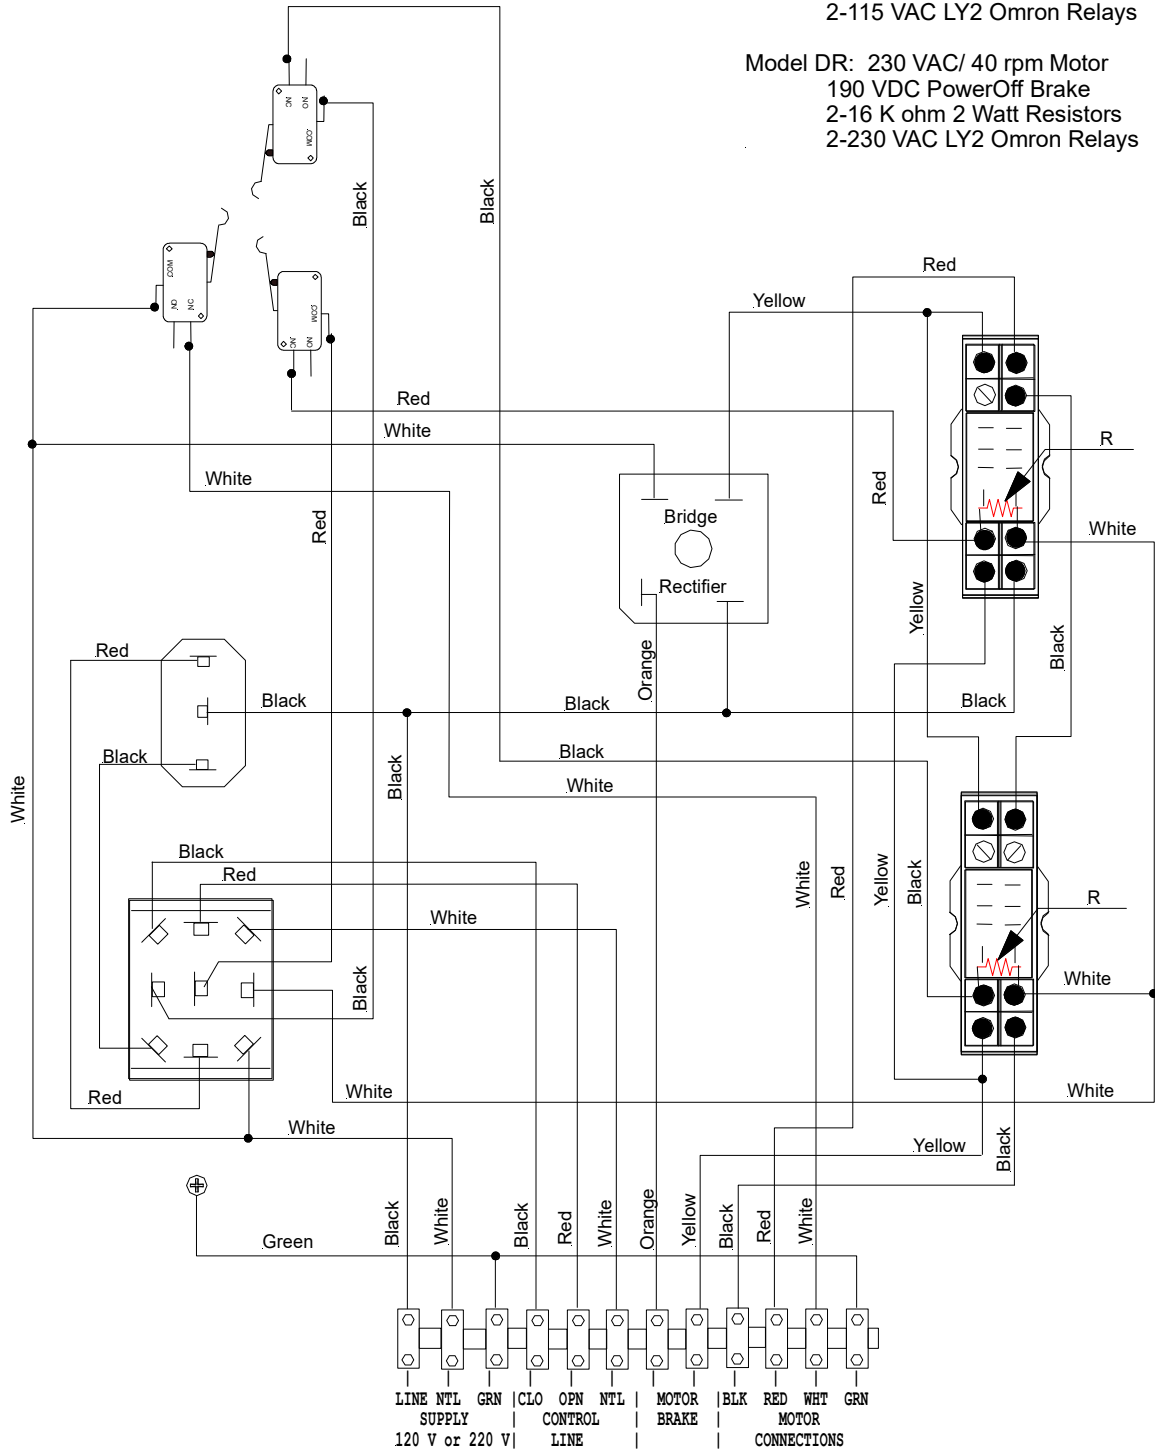 2-115 VAC LY2 Omron Relays
Model DR: 230 VAC/ 40 rpm Motor
190 VDC PowerOff Brake
2-16 K ohm 2 Watt Resistors
2-230 VAC LY2 Omron Relays
NC NO
COM
Black
Black
COM
NO NC
COM
NC NO
Red
Yellow
Red
White
White
Red
Red
R
White
Bridge
Rectifier
Orange
Yellow
Black
Red
Black
Black
Black
Black
Black
Black
White
White
White
Red
Yellow
Black
Black
Red
White
Black
R
White
Red
White
White
White
Yellow
Black
Green
Black
White
Black
Red
White
Orange
Yellow
Black
Red
White
LINE NTL GRN CLO OPN NTL MOTOR BLK RED WHT GRN
SUPPLY CONTROL BRAKE MOTOR
120 V or 220 V LINE CONNECTIONS